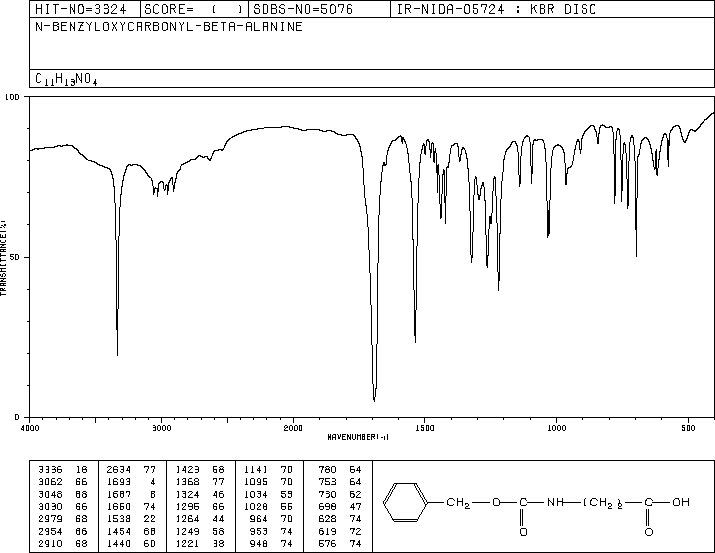 HIT-NO=3324 SCORE= ( ) SDBS-NO=5076 IR-NIDA-05724 : KBR DISC
N-BENZYLOXYCARBONYL-BETA-ALANINE
C11H13NO4
100
TRANSMITTANCE(%)
50
0
4000 3000 2000 1500 1000 500
WAVENUMBER(-1)
3336 18 2634 77 1423 58 1141 70 780 64
3062 66 1693 4 1368 77 1095 70 753 64
3048 68 1687 6 1324 46 1034 53 730 62
3030 66 1660 74 1296 66 1028 55 698 47
2979 68 1538 22 1264 44 964 70 628 74
2954 66 1454 68 1249 58 953 74 619 72
2910 68 1440 60 1221 38 948 74 576 74
CH2 O C NH (CH2)2 C OH
O O